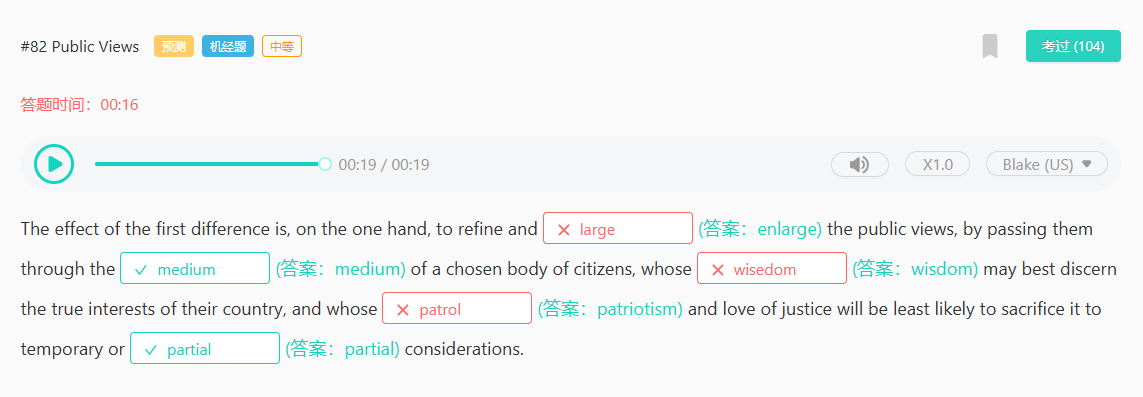 #82 Public Views 预测 机经题 中等 考过 (104)
答题时间：00:16
00:19 / 00:19 X1.0 Blake (US)
The effect of the first difference is, on the one hand, to refine and large (答案：enlarge) the public views, by passing them
through the medium (答案：medium) of a chosen body of citizens, whose wisedom (答案：wisdom) may best discern
the true interests of their country, and whose patrol (答案：patriotism) and love of justice will be least likely to sacrifice it to
temporary or partial (答案：partial) considerations.